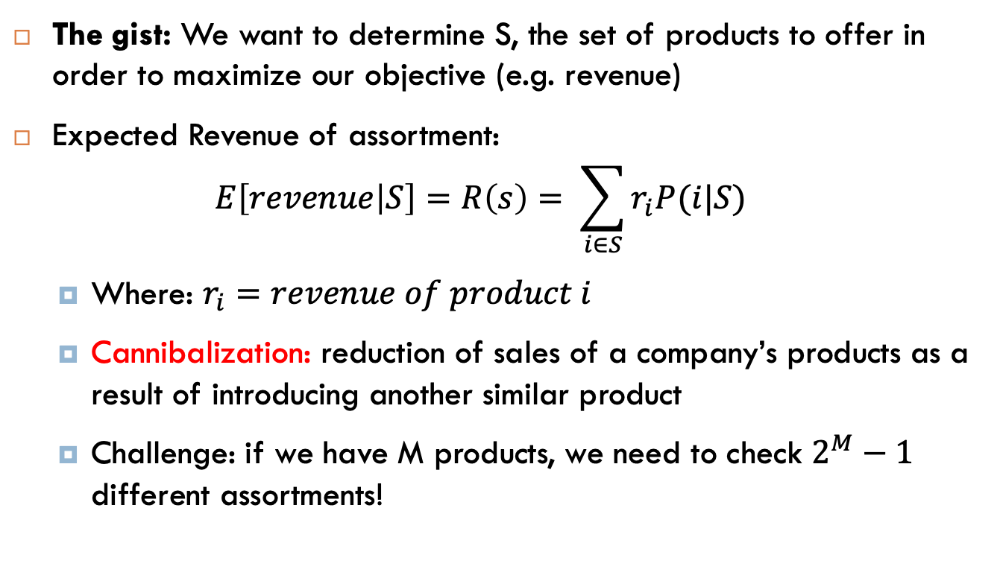 The gist: We want to determine S, the set of products to offer in
order to maximize our objective (e.g. revenue)
Expected Revenue of assortment:
E[revenue|S] = R(s) = ∑_{i∈S} r_i P(i|S)
Where: r_i = revenue of product i
Cannibalization: reduction of sales of a company’s products as a
result of introducing another similar product
Challenge: if we have M products, we need to check 2^M − 1
different assortments!